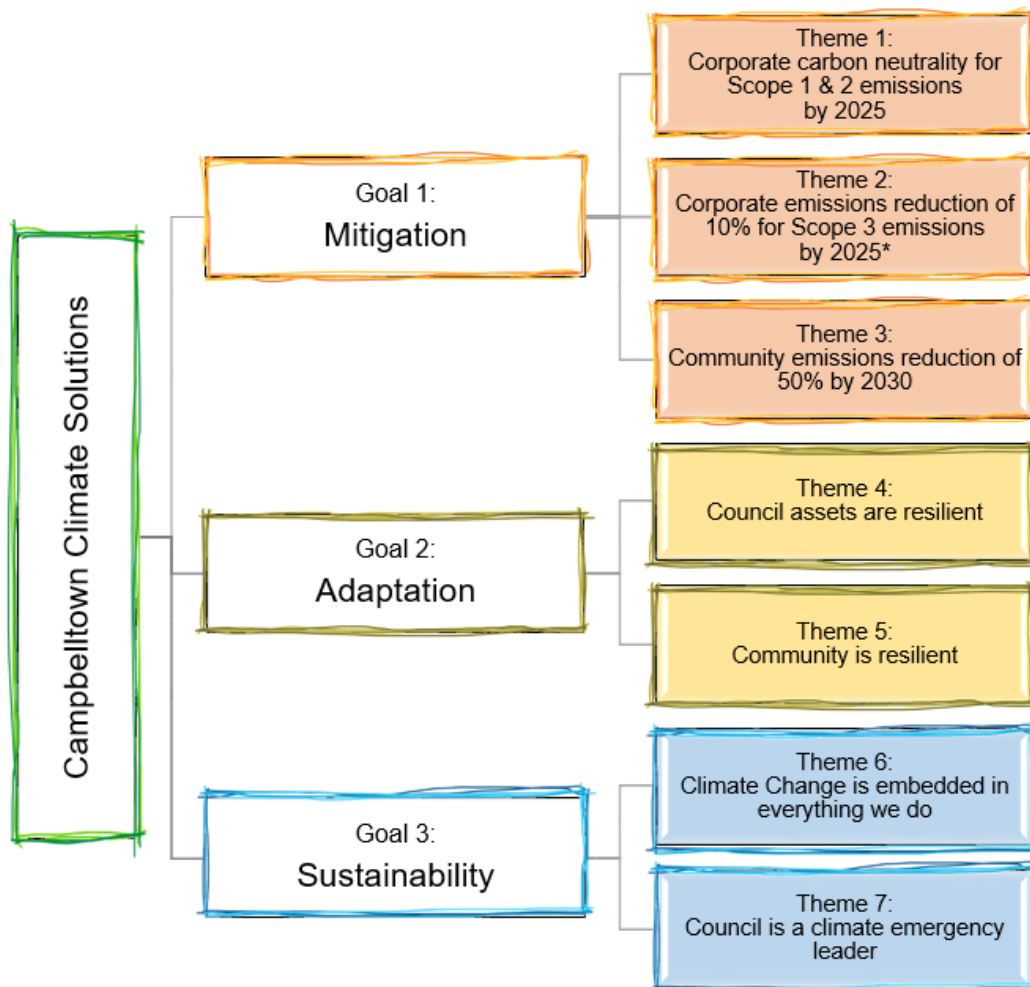 Campbelltown Climate Solutions
Goal 1:
Mitigation
Theme 1:
Corporate carbon neutrality for
Scope 1 & 2 emissions
by 2025
Theme 2:
Corporate emissions reduction of
10% for Scope 3 emissions
by 2025*
Theme 3:
Community emissions reduction of
50% by 2030
Goal 2:
Adaptation
Theme 4:
Council assets are resilient
Theme 5:
Community is resilient
Goal 3:
Sustainability
Theme 6:
Climate Change is embedded in
everything we do
Theme 7:
Council is a climate emergency
leader